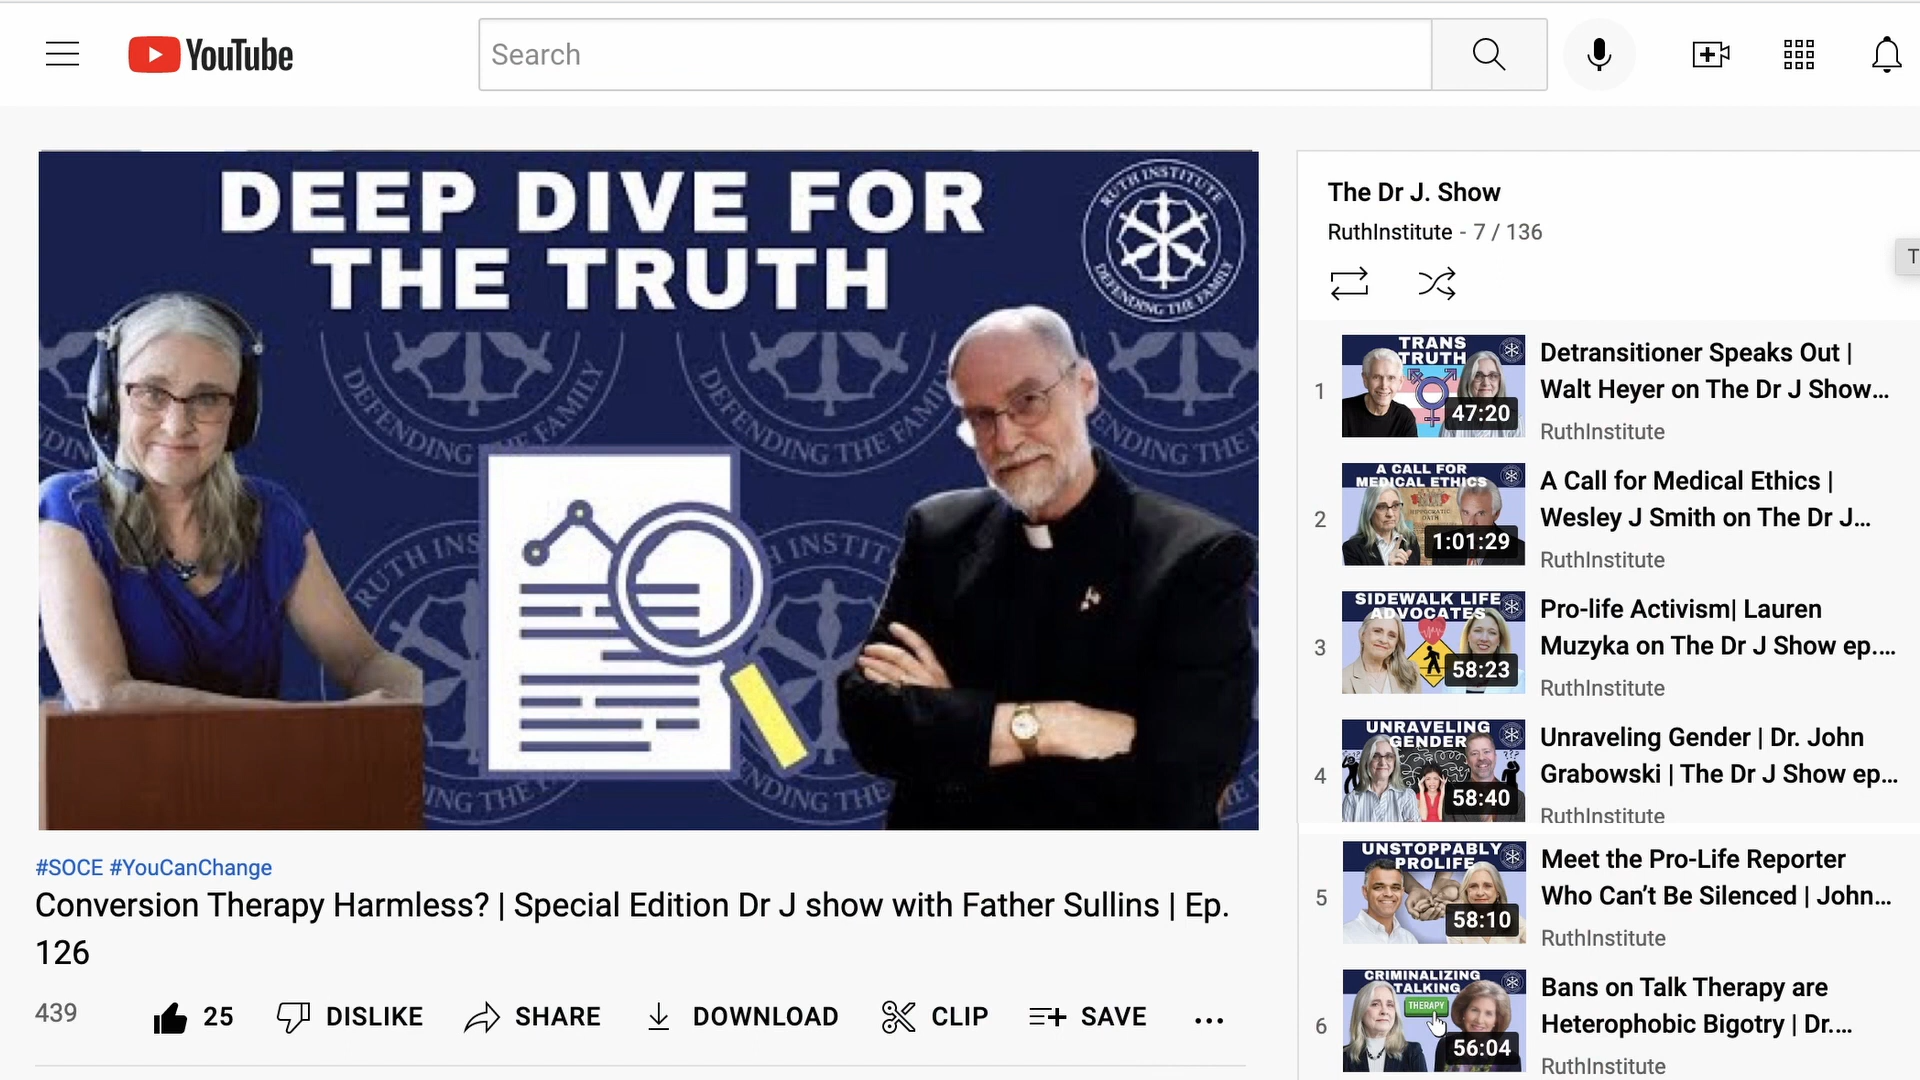 YouTube
Search
DEEP DIVE FOR
THE TRUTH
RUTH INSTITUTE
DEFENDING THE FAMILY
DEFENDING THE FAMILY
DEFENDING THE FAMILY
#SOCE #YouCanChange
Conversion Therapy Harmless? | Special Edition Dr J show with Father Sullins | Ep.
126
439
25
DISLIKE
SHARE
DOWNLOAD
CLIP
SAVE
The Dr J. Show
RuthInstitute - 7 / 136
T
1
TRANS
TRUTH
47:20
Detransitioner Speaks Out |
Walt Heyer on The Dr J Show...
RuthInstitute
2
A CALL FOR
MEDICAL ETHICS
1:01:29
A Call for Medical Ethics |
Wesley J Smith on The Dr J...
RuthInstitute
3
SIDEWALK LIFE
ADVOCATES
58:23
Pro-life Activism| Lauren
Muzyka on The Dr J Show ep....
RuthInstitute
4
UNRAVELING
GENDER
58:40
Unraveling Gender | Dr. John
Grabowski | The Dr J Show ep...
RuthInstitute
5
UNSTOPPABLY
PROLIFE
58:10
Meet the Pro-Life Reporter
Who Can’t Be Silenced | John...
RuthInstitute
6
CRIMINALIZING
TALKING
THERAPY
56:04
Bans on Talk Therapy are
Heterophobic Bigotry | Dr....
RuthInstitute